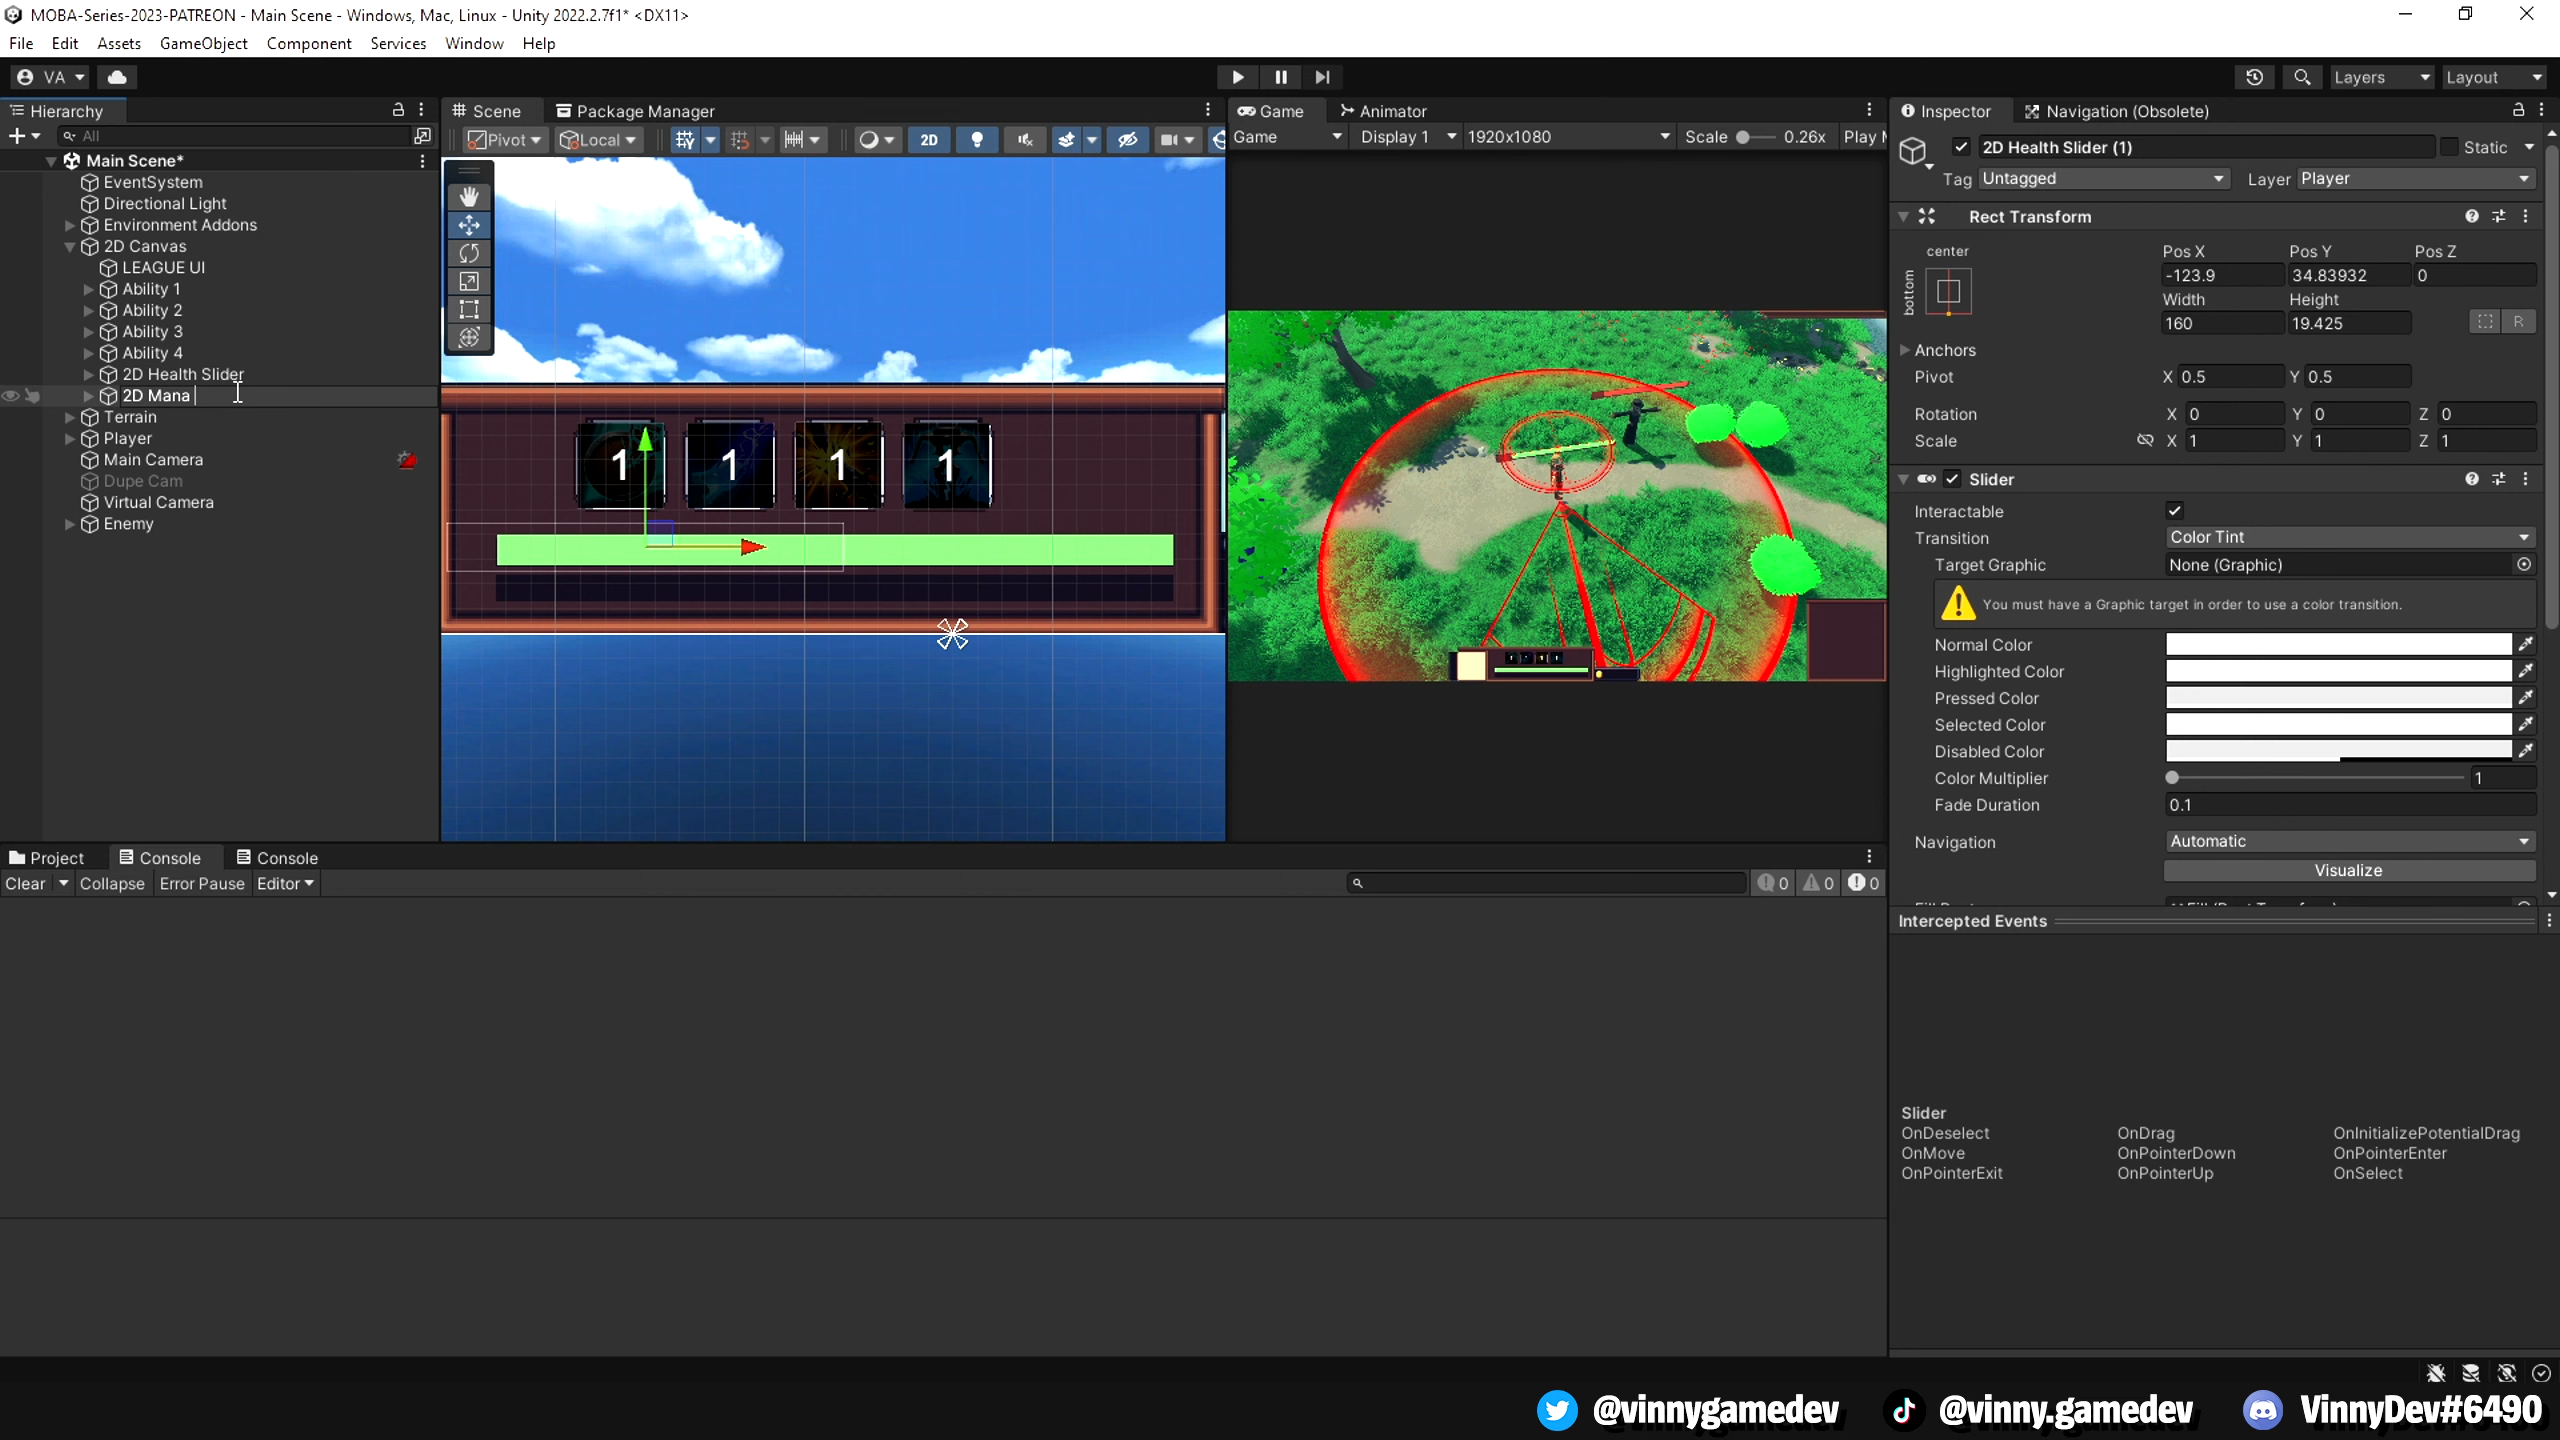 MOBA-Series-2023-PATREON - Main Scene - Windows, Mac, Linux - Unity 2022.2.7f1* <DX11>
File Edit Assets GameObject Component Services Window Help
VA
Layers
Layout
Hierarchy
All
Main Scene*
EventSystem
Directional Light
Environment Addons
2D Canvas
LEAGUE UI
Ability 1
Ability 2
Ability 3
Ability 4
2D Health Slider
2D Mana
Terrain
Player
Main Camera
Dupe Cam
Virtual Camera
Enemy
Scene
Package Manager
Pivot
Local
2D
1
1
1
1
Game
Animator
Game
Display 1
1920x1080
Scale
0.26x
Inspector
Navigation (Obsolete)
2D Health Slider (1)
Static
Tag
Untagged
Layer
Player
Rect Transform
center
bottom
Pos X Pos Y Pos Z
-123.9 34.83932 0
Width Height
160 19.425
R
Anchors
Pivot X 0.5 Y 0.5
Rotation X 0 Y 0 Z 0
Scale X 1 Y 1 Z 1
Slider
Interactable
Transition Color Tint
Target Graphic None (Graphic)
You must have a Graphic target in order to use a color transition.
Normal Color
Highlighted Color
Pressed Color
Selected Color
Disabled Color
Color Multiplier 1
Fade Duration 0.1
Navigation Automatic
Visualize
Project
Console
Console
Clear Collapse Error Pause Editor
0 0 0
Intercepted Events
Slider
OnDeselect OnDrag OnInitializePotentialDrag
OnMove OnPointerDown OnPointerEnter
OnPointerExit OnPointerUp OnSelect
@vinnygamedev @vinny.gamedev VinnyDev#6490